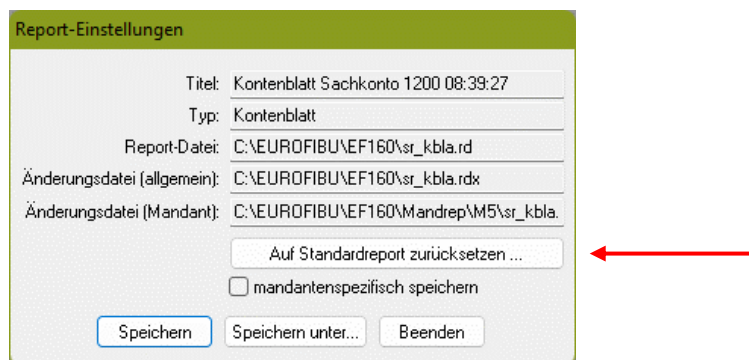 Report-Einstellungen
Titel: Kontenblatt Sachkonto 1200 08:39:27
Typ: Kontenblatt
Report-Datei: C:\EUROFIBU\EF160\sr_kbla.rd
Änderungsdatei (allgemein): C:\EUROFIBU\EF160\sr_kbla.rdx
Änderungsdatei (Mandant): C:\EUROFIBU\EF160\Mandrep\M5\sr_kbla.
Auf Standardreport zurücksetzen ...
mandantenspezifisch speichern
Speichern Speichern unter... Beenden